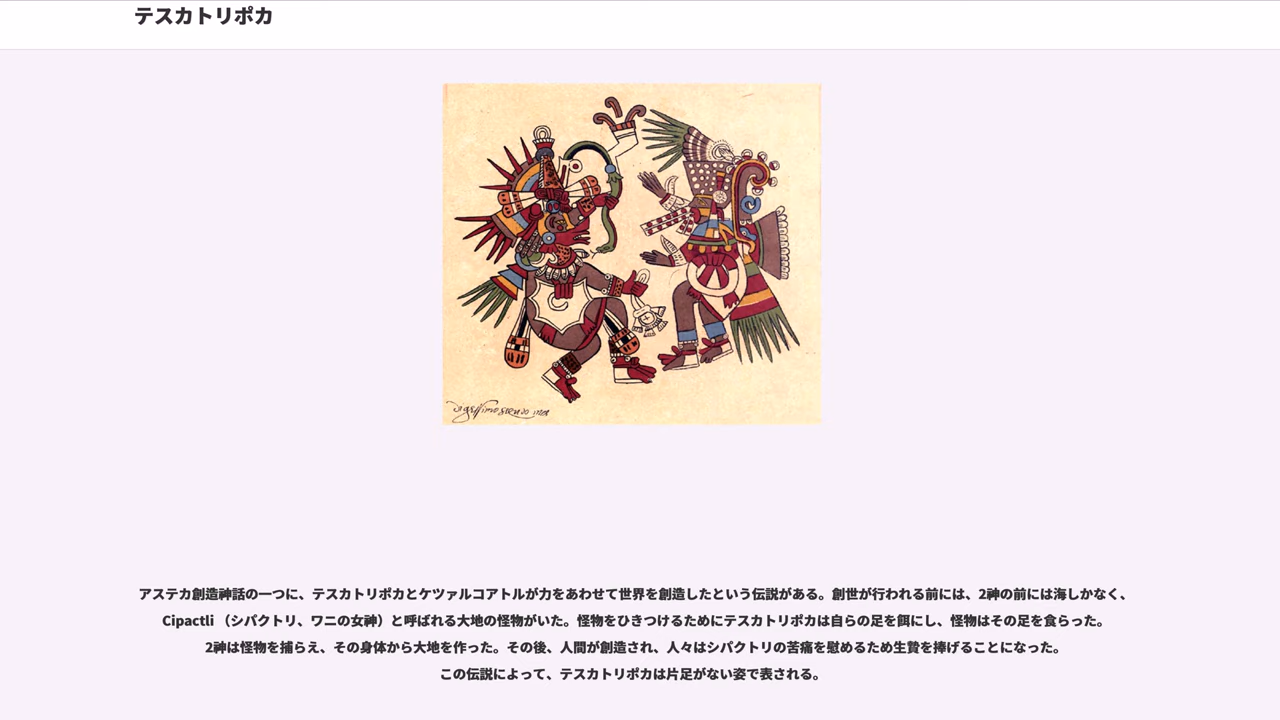 テスカトリポカ
アステカ創造神話の一つに、テスカトリポカとケツァルコアトルが力をあわせて世界を創造したという伝説がある。創世が行われる前には、2神の前には海しかなく、
Cipactli （シパクトリ、ワニの女神）と呼ばれる大地の怪物がいた。怪物をひきつけるためにテスカトリポカは自らの足を餌にし、怪物はその足を食らった。
2神は怪物を捕らえ、その身体から大地を作った。その後、人間が創造され、人々はシパクトリの苦痛を慰めるため生贄を捧げることになった。
この伝説によって、テスカトリポカは片足がない姿で表される。